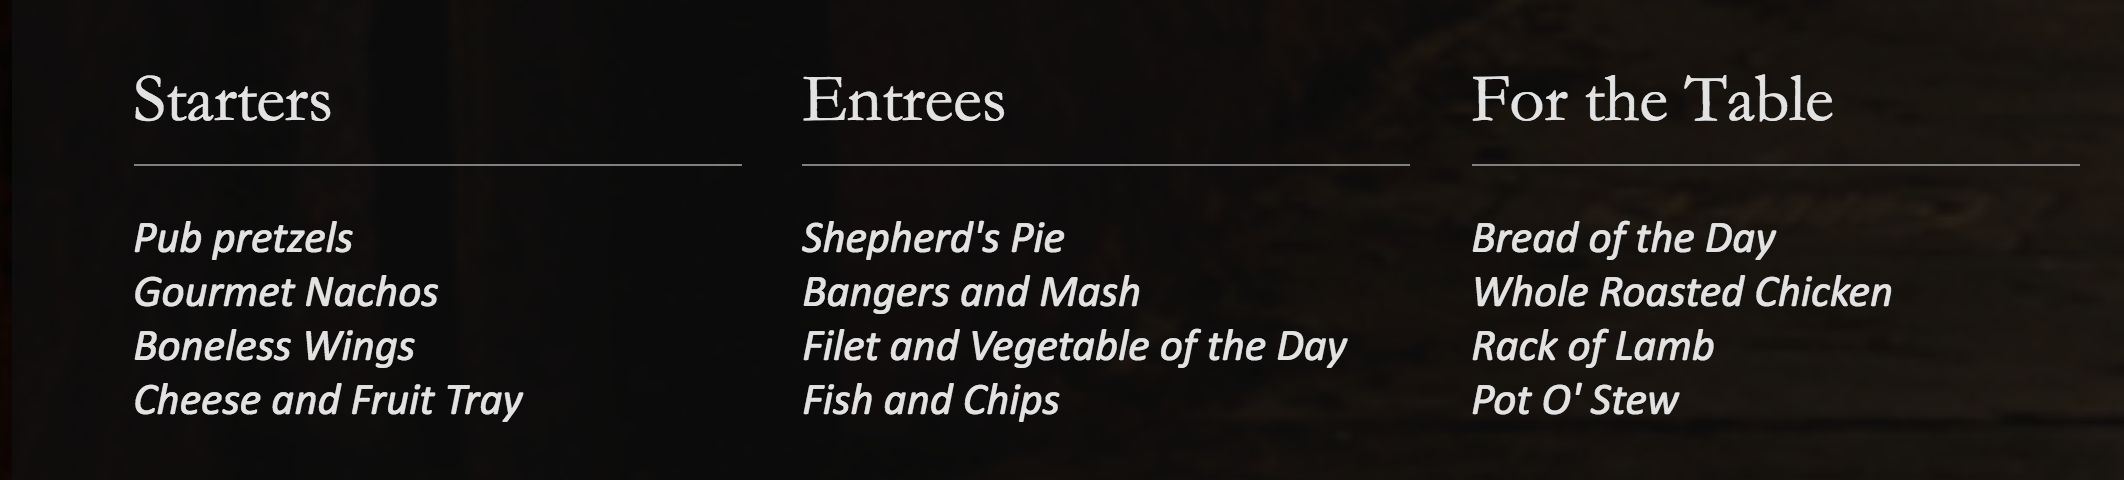 Starters
Pub pretzels
Gourmet Nachos
Boneless Wings
Cheese and Fruit Tray
Entrees
Shepherd's Pie
Bangers and Mash
Filet and Vegetable of the Day
Fish and Chips
For the Table
Bread of the Day
Whole Roasted Chicken
Rack of Lamb
Pot O' Stew